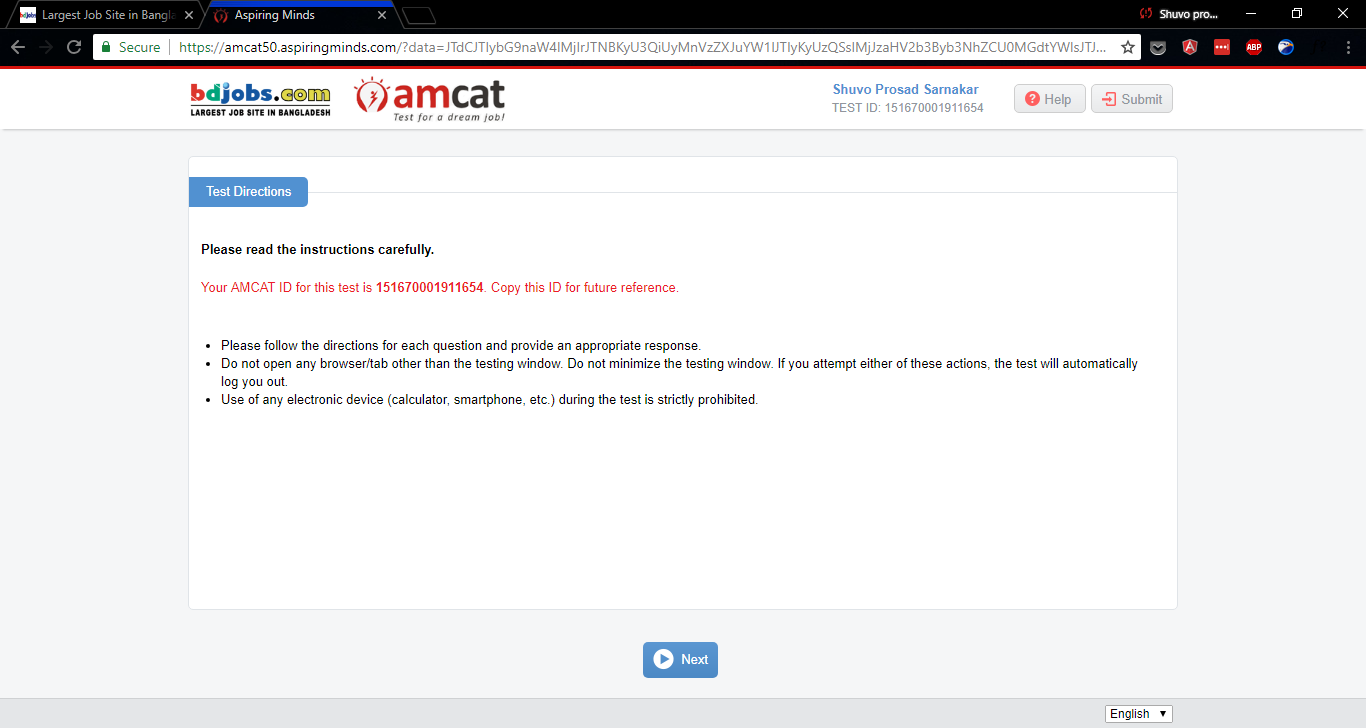 Largest Job Site in Bangla
Aspiring Minds
Shuvo pro...
Secure
https://amcat50.aspiringminds.com/?data=
ABP
bdjobs.com
LARGEST JOB SITE IN BANGLADESH
amcat
Test for a dream job!
Shuvo Prosad Sarnakar
TEST ID: 151670001911654
Help
Submit
Test Directions
Please read the instructions carefully.
Your AMCAT ID for this test is 151670001911654. Copy this ID for future reference.
• Please follow the directions for each question and provide an appropriate response.
• Do not open any browser/tab other than the testing window. Do not minimize the testing window. If you attempt either of these actions, the test will automatically
log you out.
• Use of any electronic device (calculator, smartphone, etc.) during the test is strictly prohibited.
Next
English